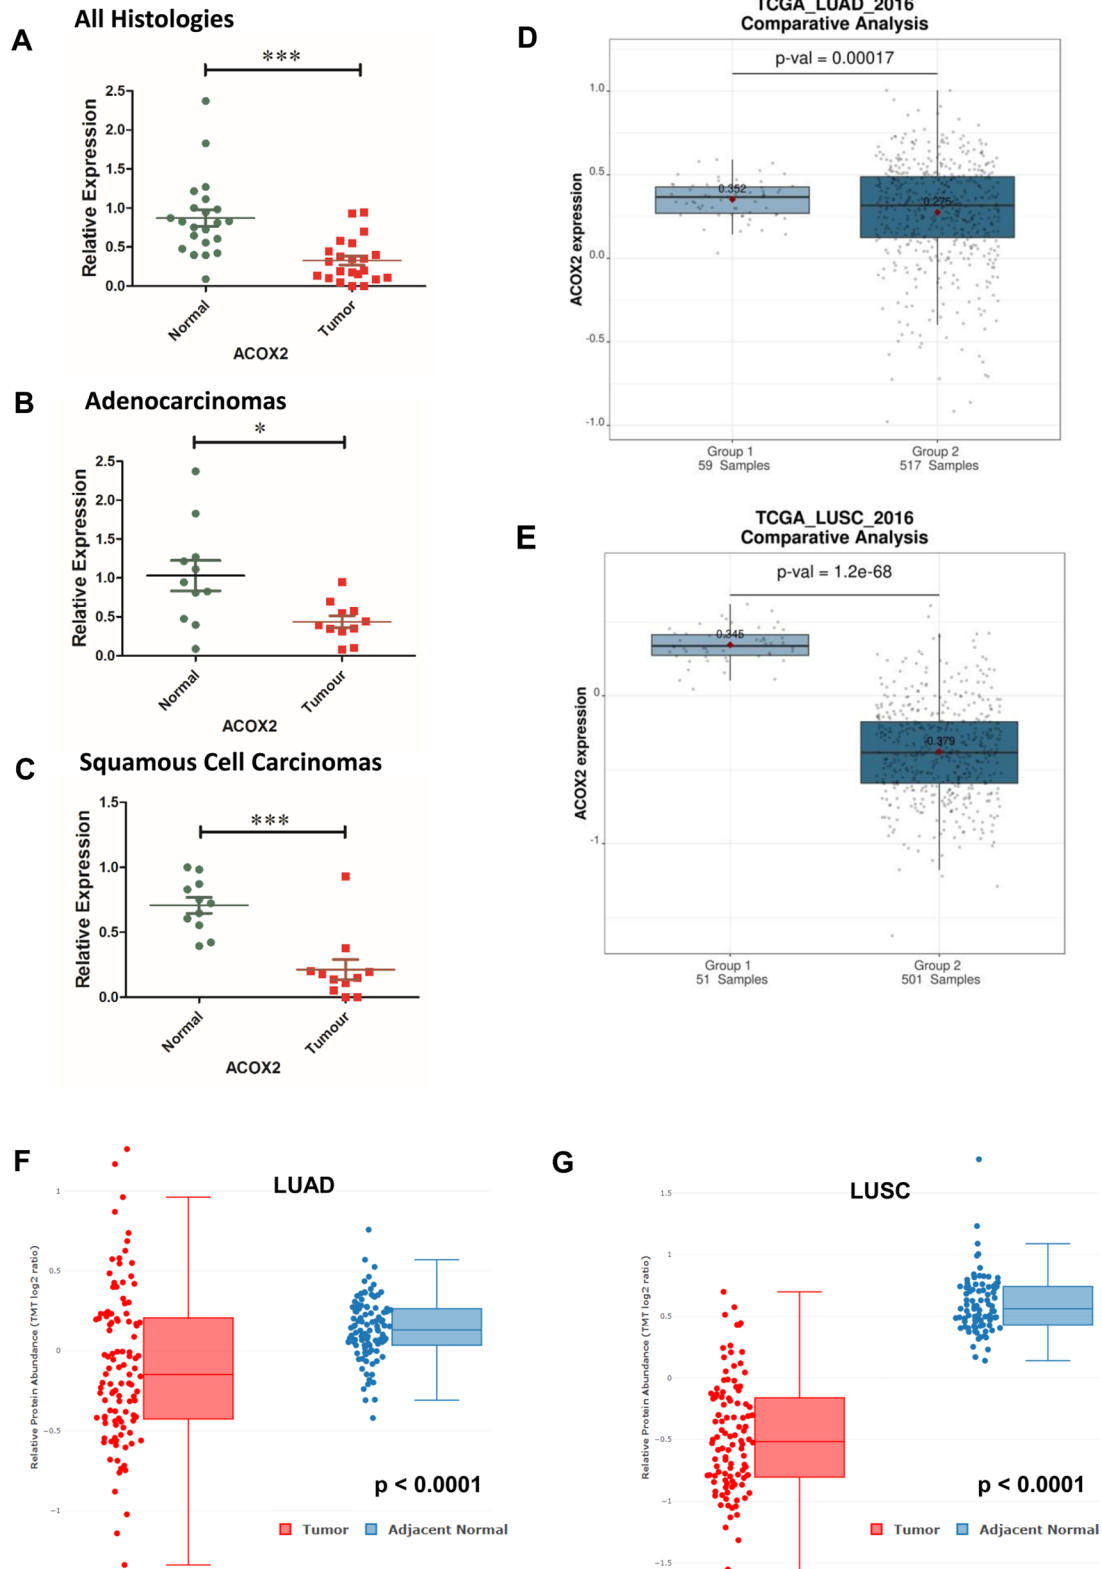 All Histologies
A
***
Relative Expression
2.5
2.0
1.5
1.0
0.5
0.0
Normal
Tumor
ACOX2
B
Adenocarcinomas
*
Relative Expression
2.5
2.0
1.5
1.0
0.5
0.0
Normal
Tumour
ACOX2
C
Squamous Cell Carcinomas
***
Relative Expression
1.5
1.0
0.5
0.0
Normal
Tumour
ACOX2
D
TCGA_LUAD_2016
Comparative Analysis
p-val = 0.00017
ACOX2 expression
1.0
0.5
0.0
-0.5
-1.0
0.352
0.275
Group 1
59 Samples
Group 2
517 Samples
E
TCGA_LUSC_2016
Comparative Analysis
p-val = 1.2e-68
ACOX2 expression
0
-1
0.345
-0.379
Group 1
51 Samples
Group 2
501 Samples
F
LUAD
Relative Protein Abundance (TMT log2 ratio)
1
0.5
0
−0.5
−1
p < 0.0001
Tumor
Adjacent Normal
G
LUSC
Relative Protein Abundance (TMT log2 ratio)
1.5
1
0.5
0
−0.5
−1
−1.5
p < 0.0001
Tumor
Adjacent Normal